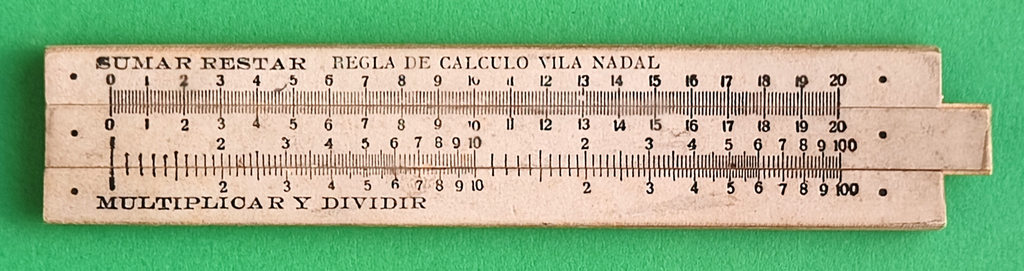 SUMAR RESTAR REGLA DE CALCULO VILA NADAL
0 1 2 3 4 5 6 7 8 9 10 11 12 13 14 15 16 17 18 19 20
0 1 2 3 4 5 6 7 8 9 10 11 12 13 14 15 16 17 18 19 20
1 2 3 4 5 6 7 8 9 10 2 3 4 5 6 7 8 9 100
1 2 3 4 5 6 7 8 9 10 2 3 4 5 6 7 8 9 100
MULTIPLICAR Y DIVIDIR